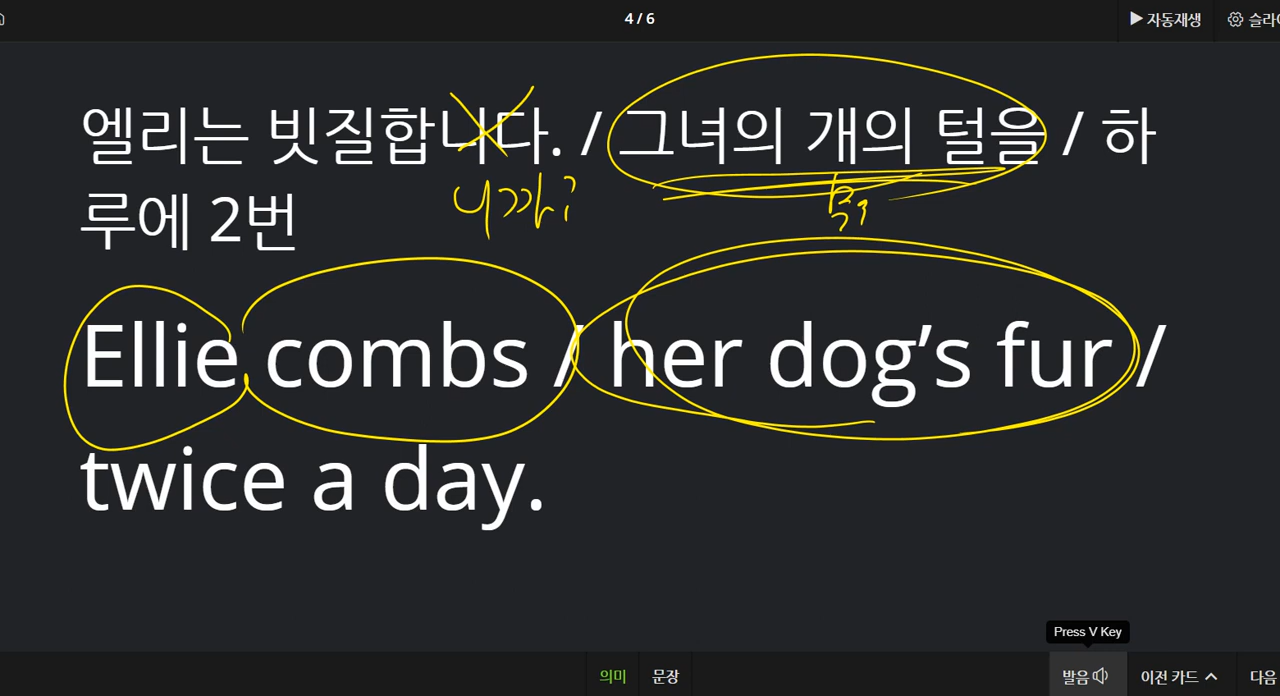 4 / 6
▶ 자동재생
슬라
엘리는 빗질합니다. / 그녀의 개의 털을 / 하
니까?
루에 2번
Ellie combs / her dog’s fur /
twice a day.
Press V Key
의미 문장 발음 이전 카드 다음